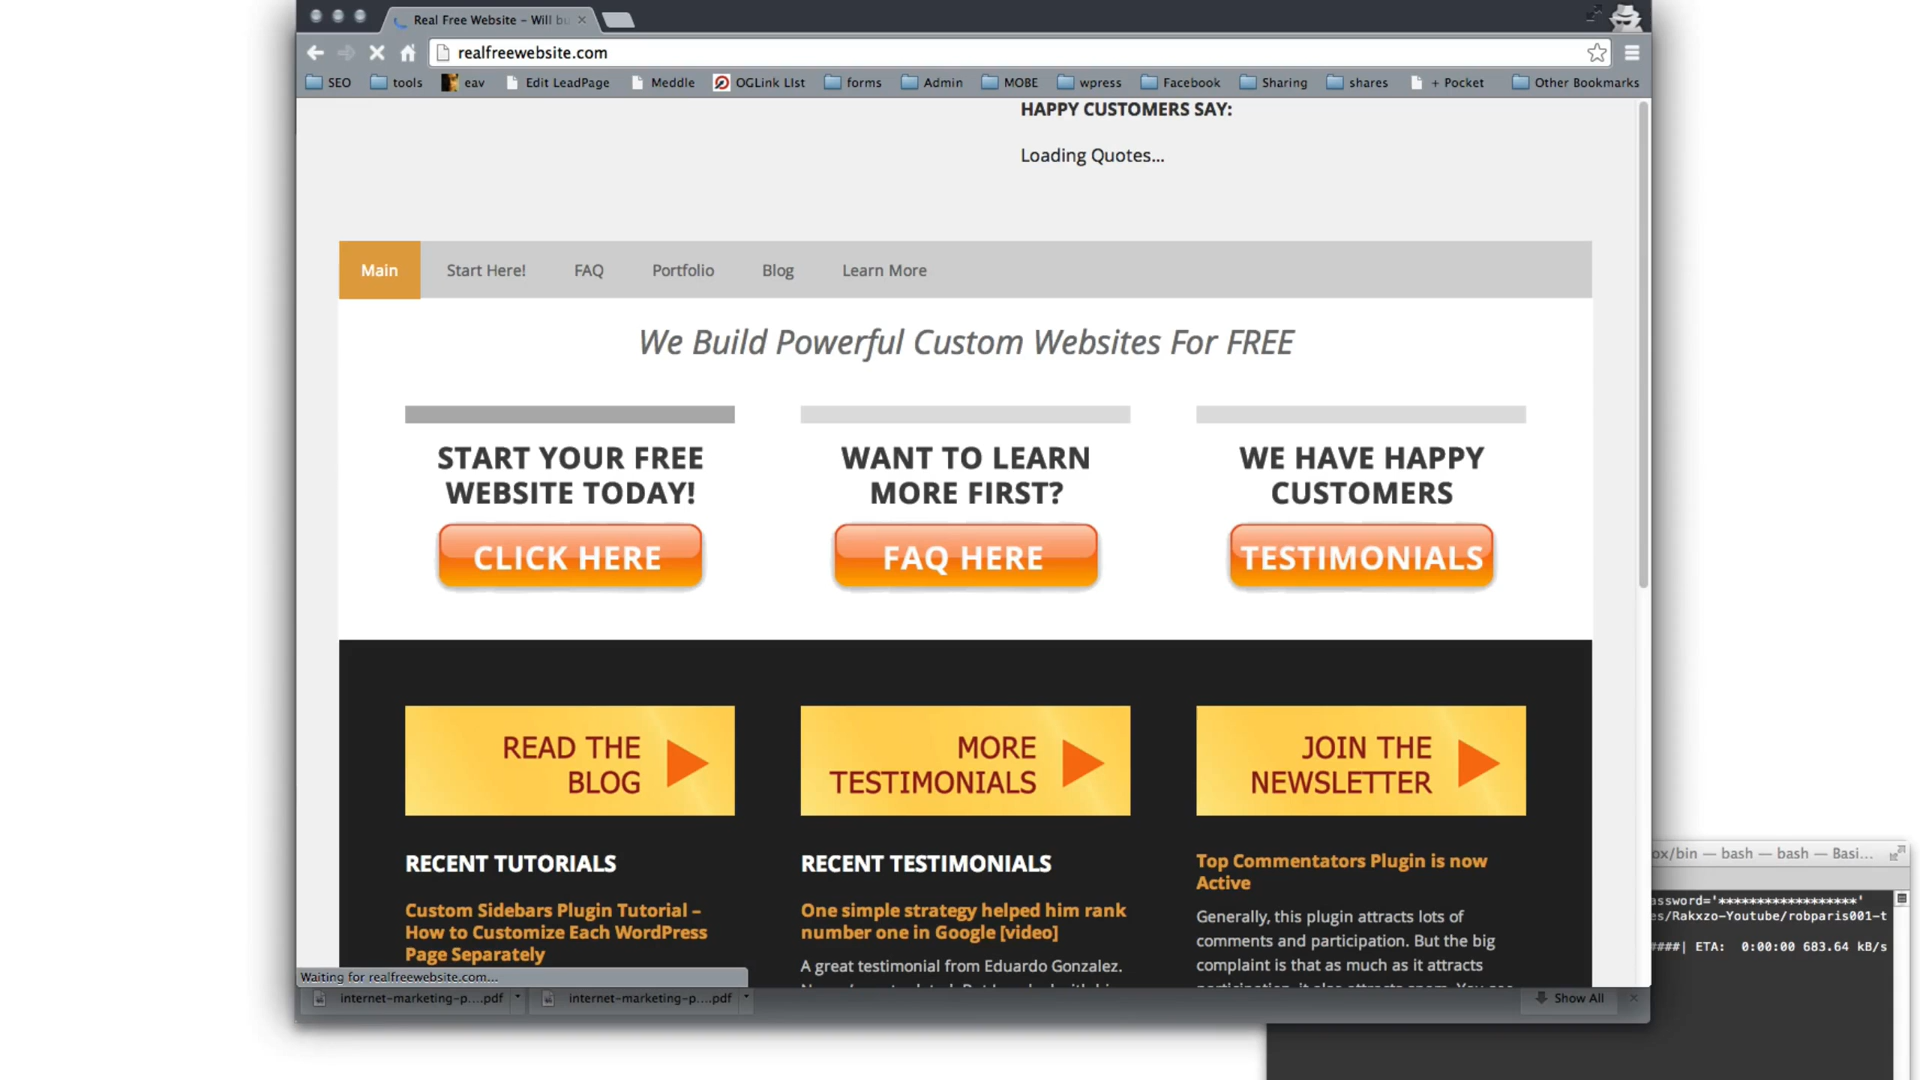 Real Free Website – Will bu
realfreewebsite.com
SEO tools eav Edit LeadPage Meddle OGLink LIst forms Admin MOBE wpress Facebook Sharing shares + Pocket Other Bookmarks
HAPPY CUSTOMERS SAY:
Loading Quotes...
Main Start Here! FAQ Portfolio Blog Learn More
We Build Powerful Custom Websites For FREE
START YOUR FREE
WEBSITE TODAY!
CLICK HERE
WANT TO LEARN
MORE FIRST?
FAQ HERE
WE HAVE HAPPY
CUSTOMERS
TESTIMONIALS
READ THE
BLOG
MORE
TESTIMONIALS
JOIN THE
NEWSLETTER
RECENT TUTORIALS
Custom Sidebars Plugin Tutorial –
How to Customize Each WordPress
Page Separately
RECENT TESTIMONIALS
One simple strategy helped him rank
number one in Google [video]
A great testimonial from Eduardo Gonzalez.
Top Commentators Plugin is now
Active
Generally, this plugin attracts lots of
comments and participation. But the big
complaint is that as much as it attracts
Waiting for realfreewebsite.com...
internet-marketing-p....pdf internet-marketing-p....pdf Show All
ox/bin — bash — bash — Basi...
assword='******************'
es/Rakxzo-Youtube/robparis001-t
####| ETA: 0:00:00 683.64 kB/s